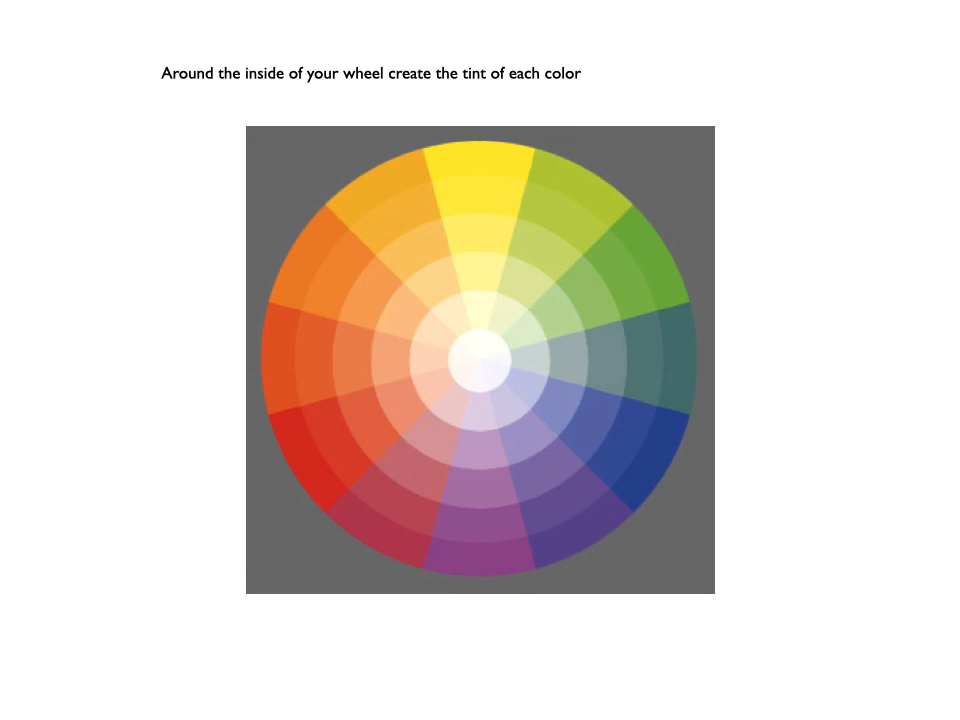 Around the inside of your wheel create the tint of each color